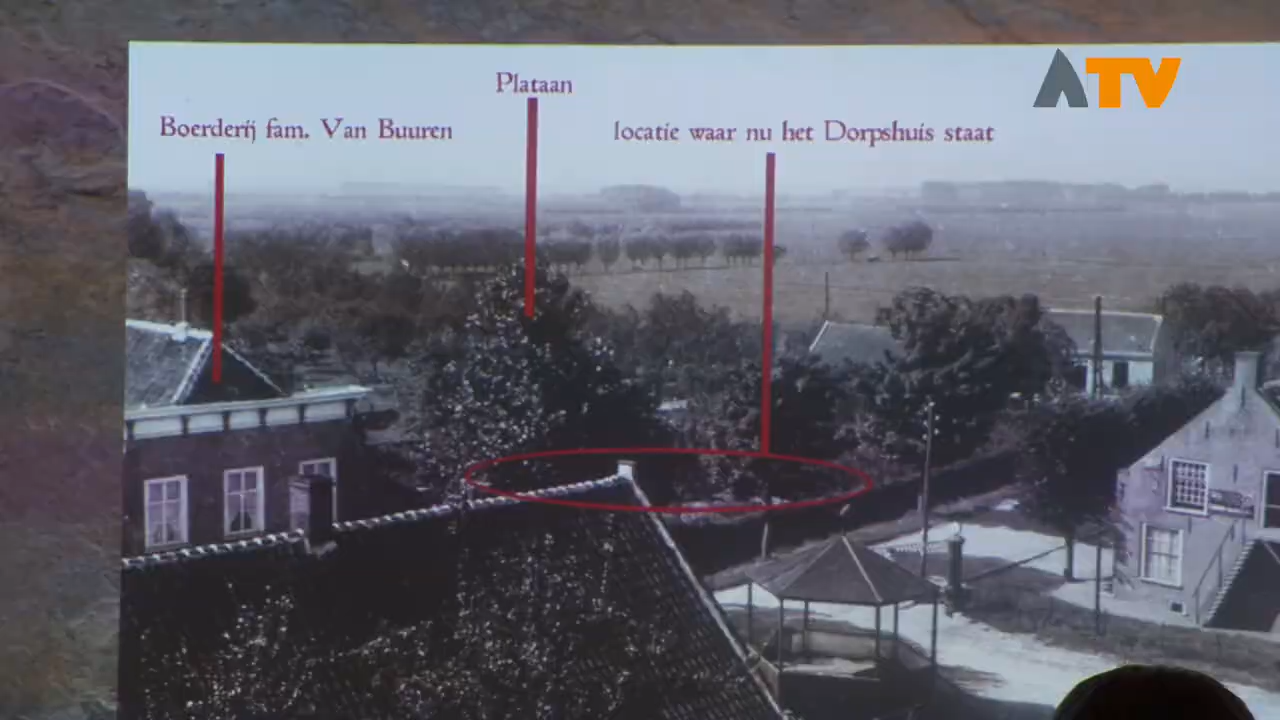 ATV
Plataan
Boerderij fam. Van Buuren
locatie waar nu het Dorpshuis staat